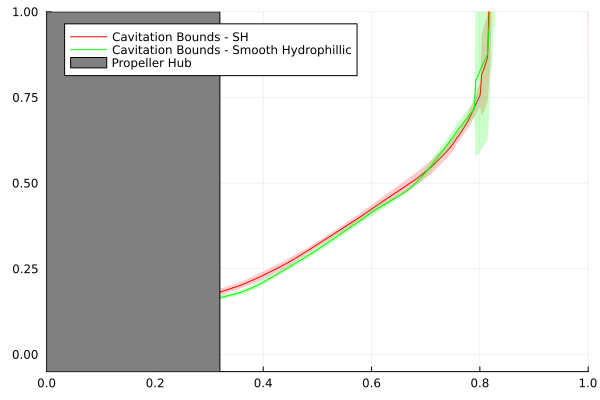 1.00
Cavitation Bounds - SH
Cavitation Bounds - Smooth Hydrophillic
Propeller Hub
0.75
0.50
0.25
0.00
0.0 0.2 0.4 0.6 0.8 1.0